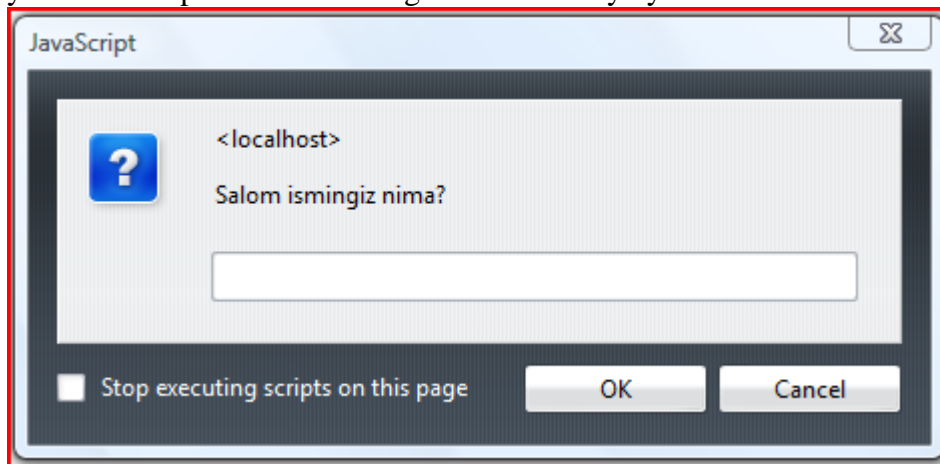 JavaScript
<localhost>
Salom ismingiz nima?
Stop executing scripts on this page
OK
Cancel